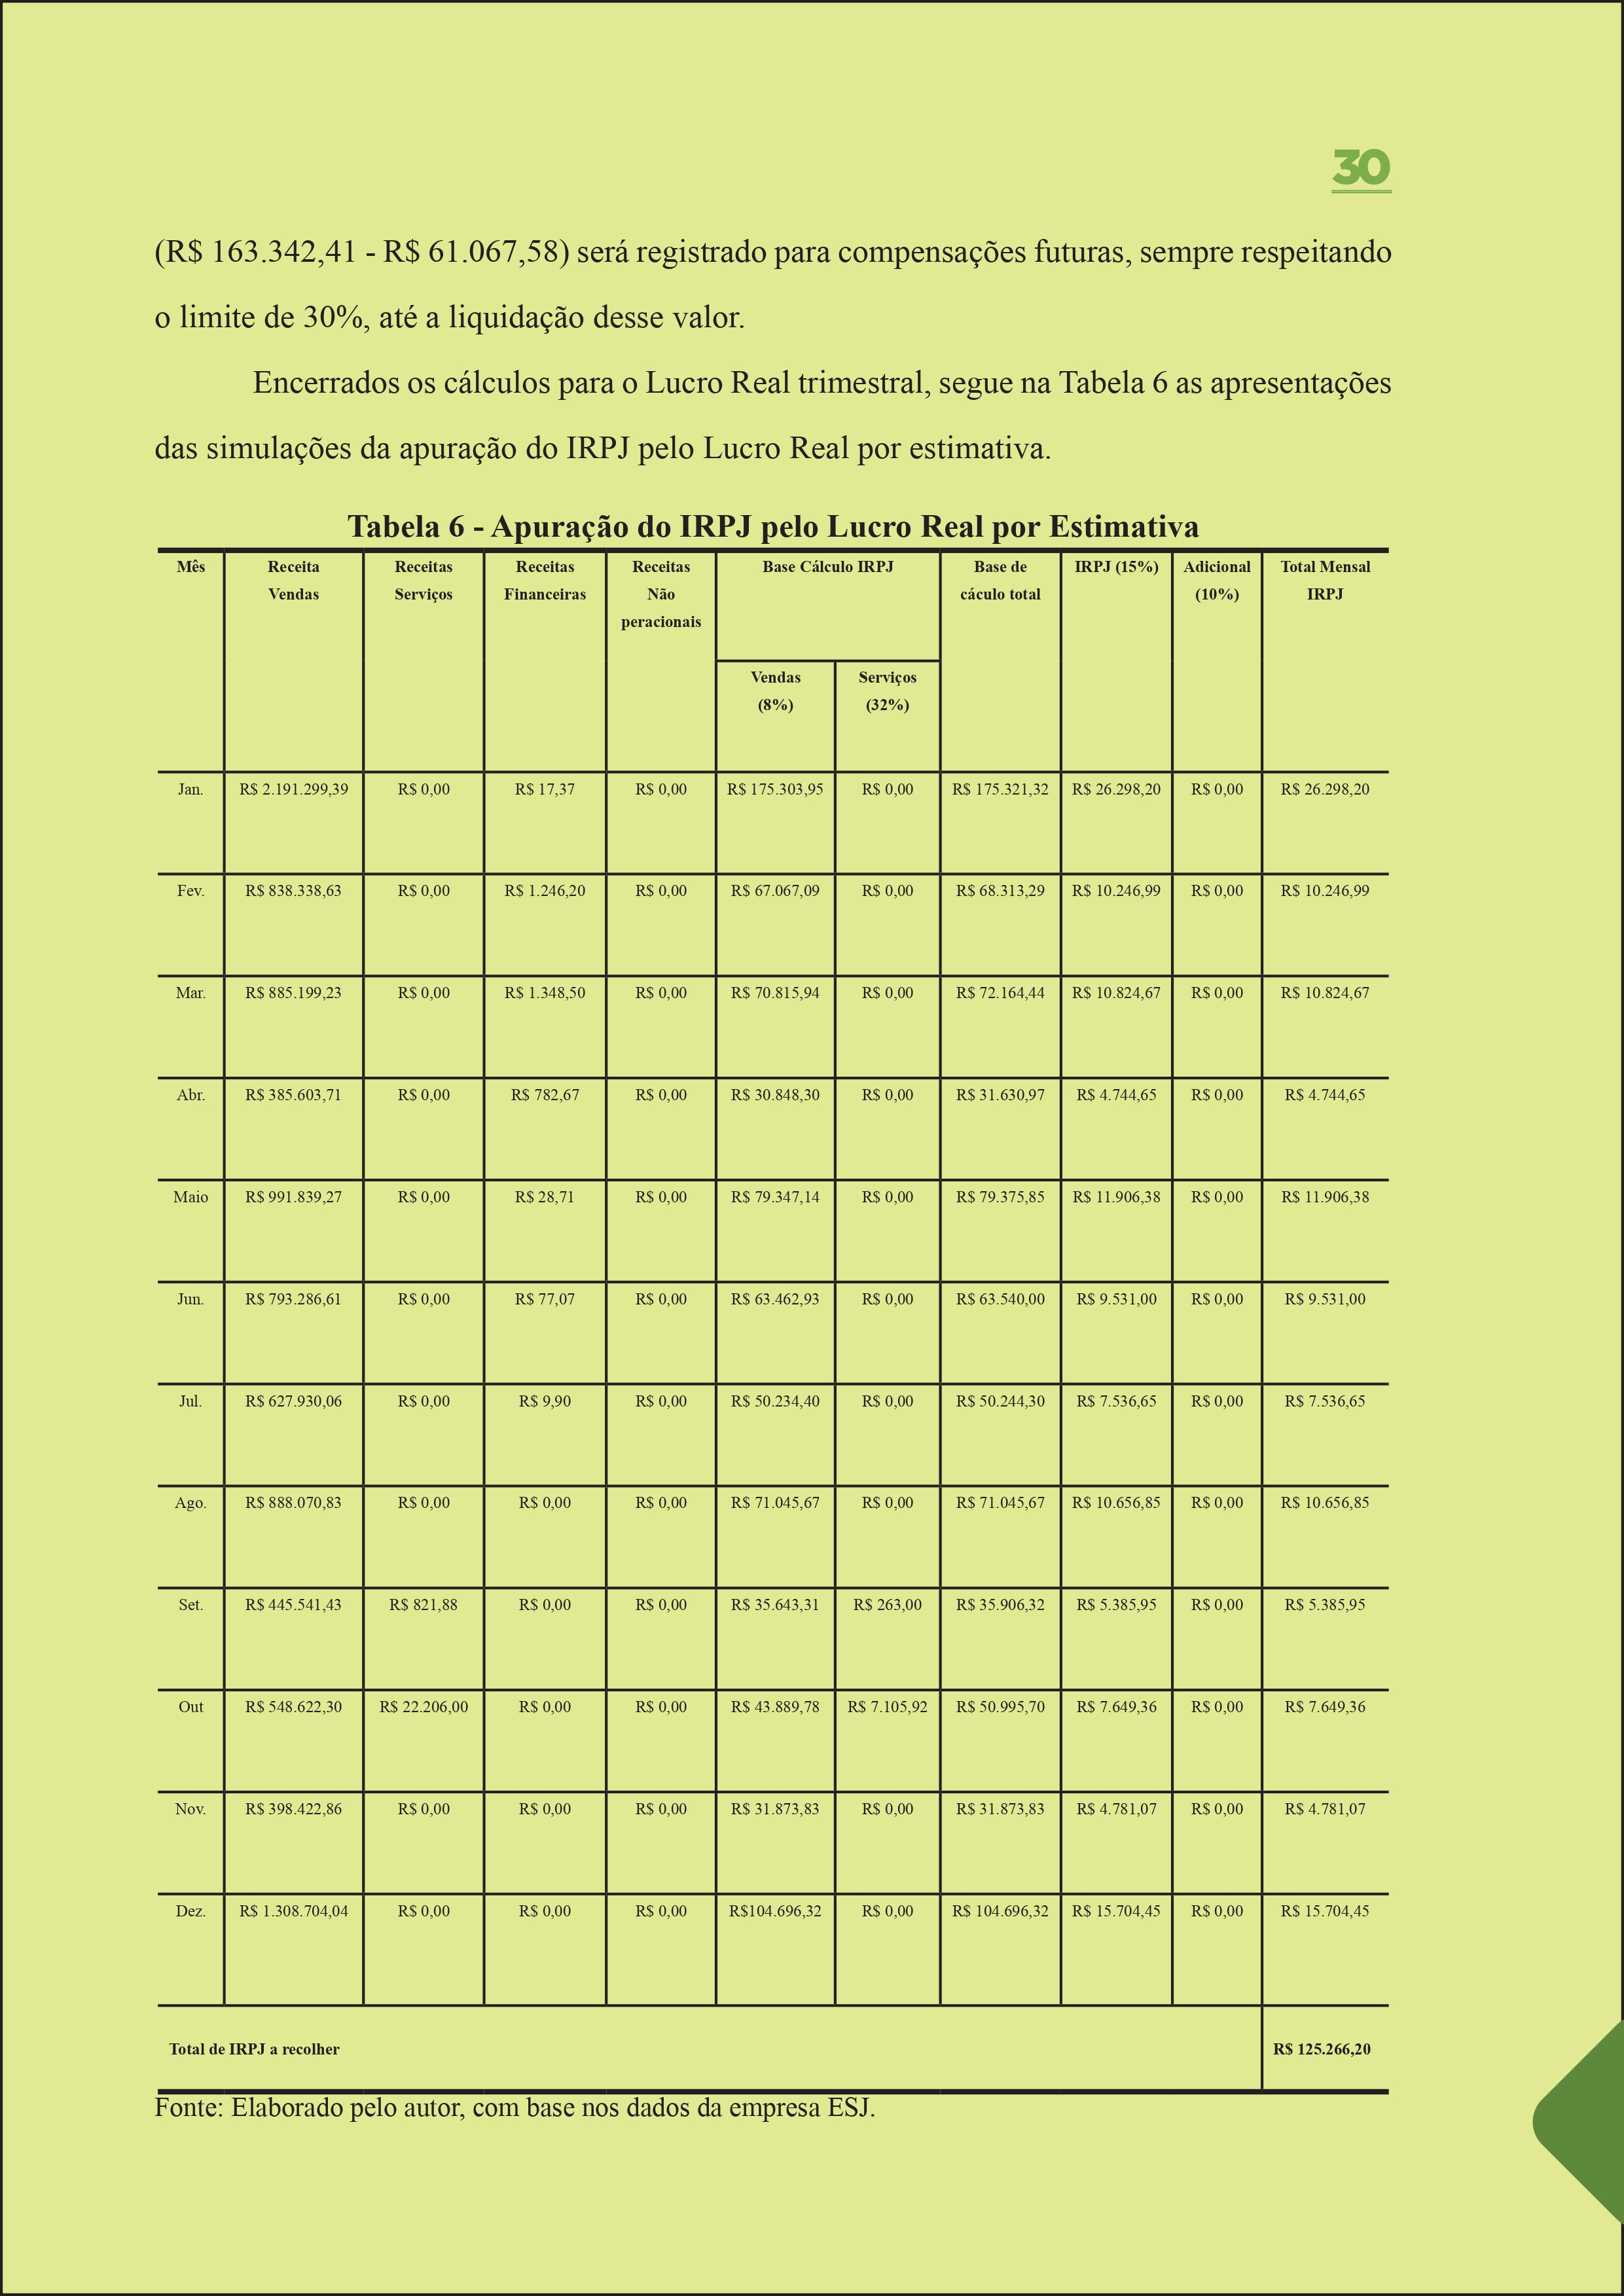 30
(R$ 163.342,41 - R$ 61.067,58) será registrado para compensações futuras, sempre respeitando
o limite de 30%, até a liquidação desse valor.
Encerrados os cálculos para o Lucro Real trimestral, segue na Tabela 6 as apresentações
das simulações da apuração do IRPJ pelo Lucro Real por estimativa.
Tabela 6 - Apuração do IRPJ pelo Lucro Real por Estimativa
Mês Receita Receitas Receitas Receitas Base Cálculo IRPJ Base de IRPJ (15%) Adicional Total Mensal
Vendas Serviços Financeiras Não cáculo total (10%) IRPJ
peracionais
Vendas Serviços
(8%) (32%)
Jan. R$ 2.191.299,39 R$ 0,00 R$ 17,37 R$ 0,00 R$ 175.303,95 R$ 0,00 R$ 175.321,32 R$ 26.298,20 R$ 0,00 R$ 26.298,20
Fev. R$ 838.338,63 R$ 0,00 R$ 1.246,20 R$ 0,00 R$ 67.067,09 R$ 0,00 R$ 68.313,29 R$ 10.246,99 R$ 0,00 R$ 10.246,99
Mar. R$ 885.199,23 R$ 0,00 R$ 1.348,50 R$ 0,00 R$ 70.815,94 R$ 0,00 R$ 72.164,44 R$ 10.824,67 R$ 0,00 R$ 10.824,67
Abr. R$ 385.603,71 R$ 0,00 R$ 782,67 R$ 0,00 R$ 30.848,30 R$ 0,00 R$ 31.630,97 R$ 4.744,65 R$ 0,00 R$ 4.744,65
Maio R$ 991.839,27 R$ 0,00 R$ 28,71 R$ 0,00 R$ 79.347,14 R$ 0,00 R$ 79.375,85 R$ 11.906,38 R$ 0,00 R$ 11.906,38
Jun. R$ 793.286,61 R$ 0,00 R$ 77,07 R$ 0,00 R$ 63.462,93 R$ 0,00 R$ 63.540,00 R$ 9.531,00 R$ 0,00 R$ 9.531,00
Jul. R$ 627.930,06 R$ 0,00 R$ 9,90 R$ 0,00 R$ 50.234,40 R$ 0,00 R$ 50.244,30 R$ 7.536,65 R$ 0,00 R$ 7.536,65
Ago. R$ 888.070,83 R$ 0,00 R$ 0,00 R$ 0,00 R$ 71.045,67 R$ 0,00 R$ 71.045,67 R$ 10.656,85 R$ 0,00 R$ 10.656,85
Set. R$ 445.541,43 R$ 821,88 R$ 0,00 R$ 0,00 R$ 35.643,31 R$ 263,00 R$ 35.906,32 R$ 5.385,95 R$ 0,00 R$ 5.385,95
Out R$ 548.622,30 R$ 22.206,00 R$ 0,00 R$ 0,00 R$ 43.889,78 R$ 7.105,92 R$ 50.995,70 R$ 7.649,36 R$ 0,00 R$ 7.649,36
Nov. R$ 398.422,86 R$ 0,00 R$ 0,00 R$ 0,00 R$ 31.873,83 R$ 0,00 R$ 31.873,83 R$ 4.781,07 R$ 0,00 R$ 4.781,07
Dez. R$ 1.308.704,04 R$ 0,00 R$ 0,00 R$ 0,00 R$104.696,32 R$ 0,00 R$ 104.696,32 R$ 15.704,45 R$ 0,00 R$ 15.704,45
Total de IRPJ a recolher R$ 125.266,20
Fonte: Elaborado pelo autor, com base nos dados da empresa ESJ.